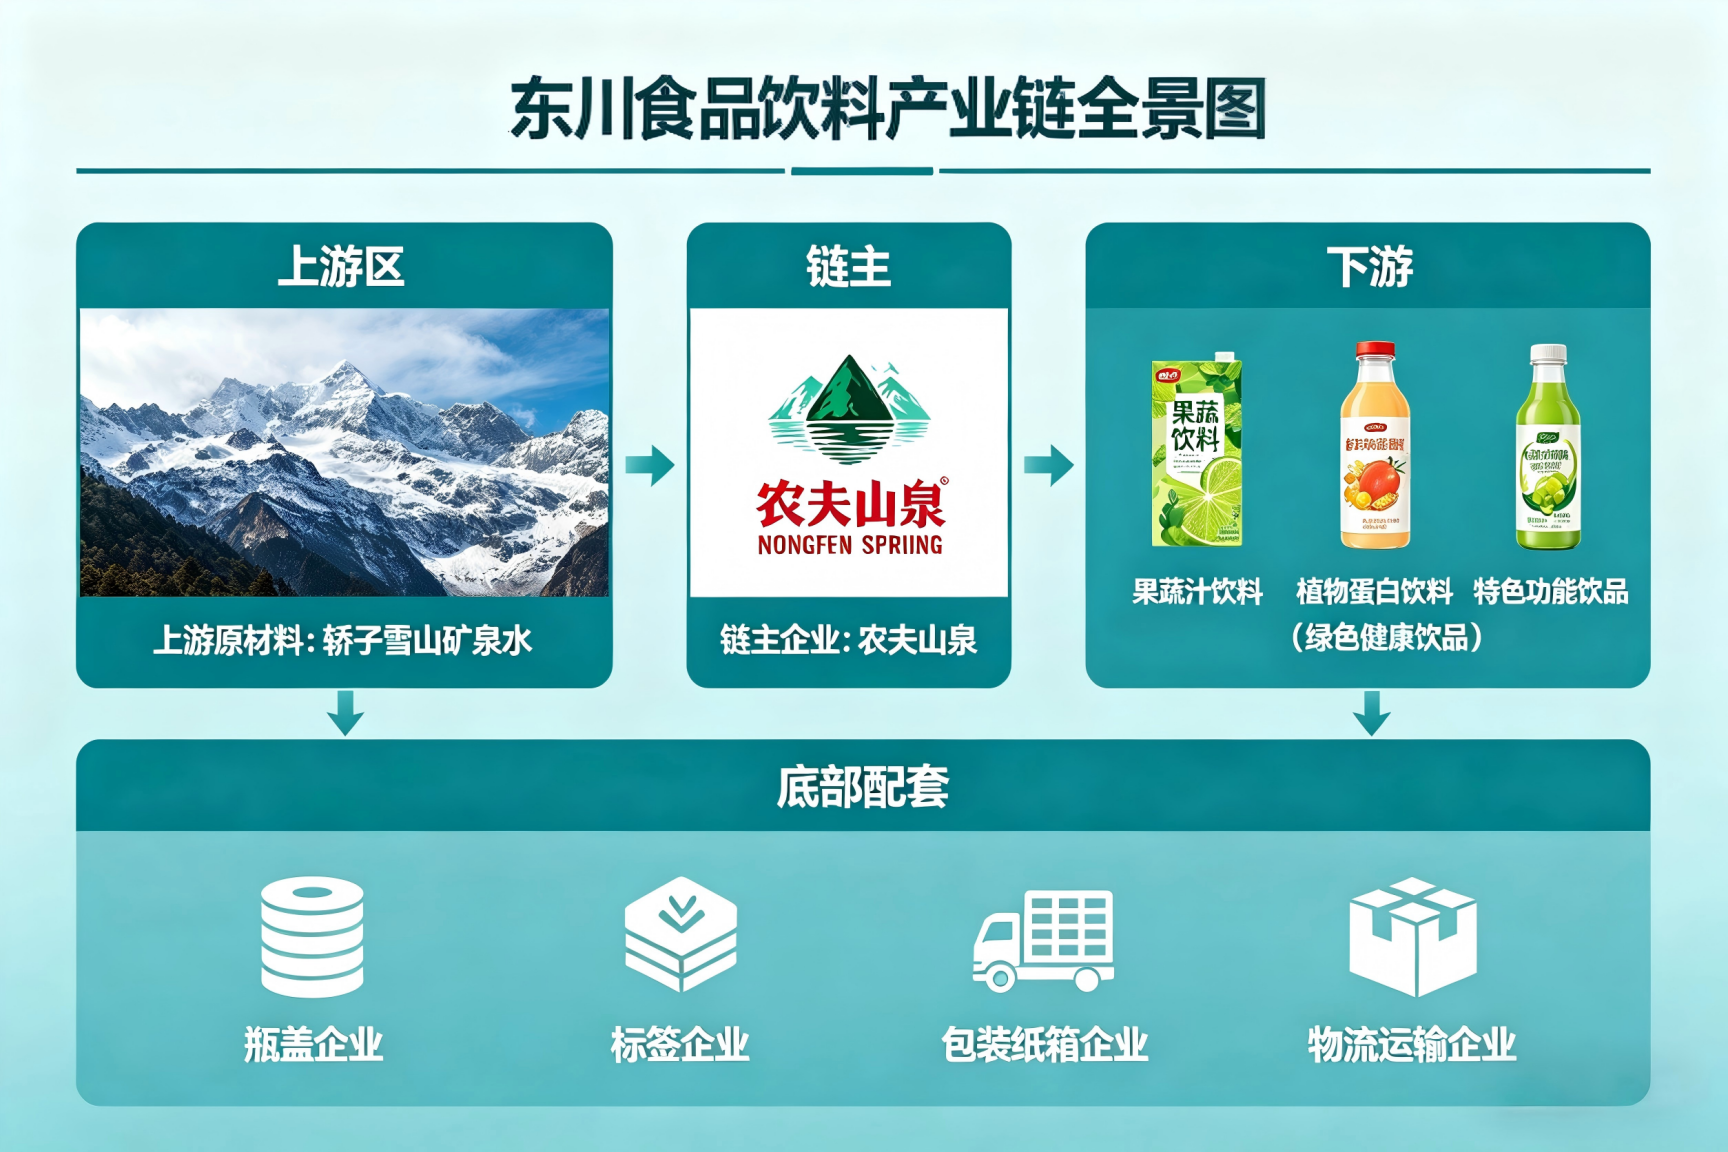 东川食品饮料产业链全景图
上游区
上游原材料：轿子雪山矿泉水
链主
农夫山泉®
NONGFEN SPRIING
链主企业：农夫山泉
下游
果蔬
饮料
果蔬汁饮料 植物蛋白饮料 特色功能饮品
（绿色健康饮品）
底部配套
瓶盖企业 标签企业 包装纸箱企业 物流运输企业